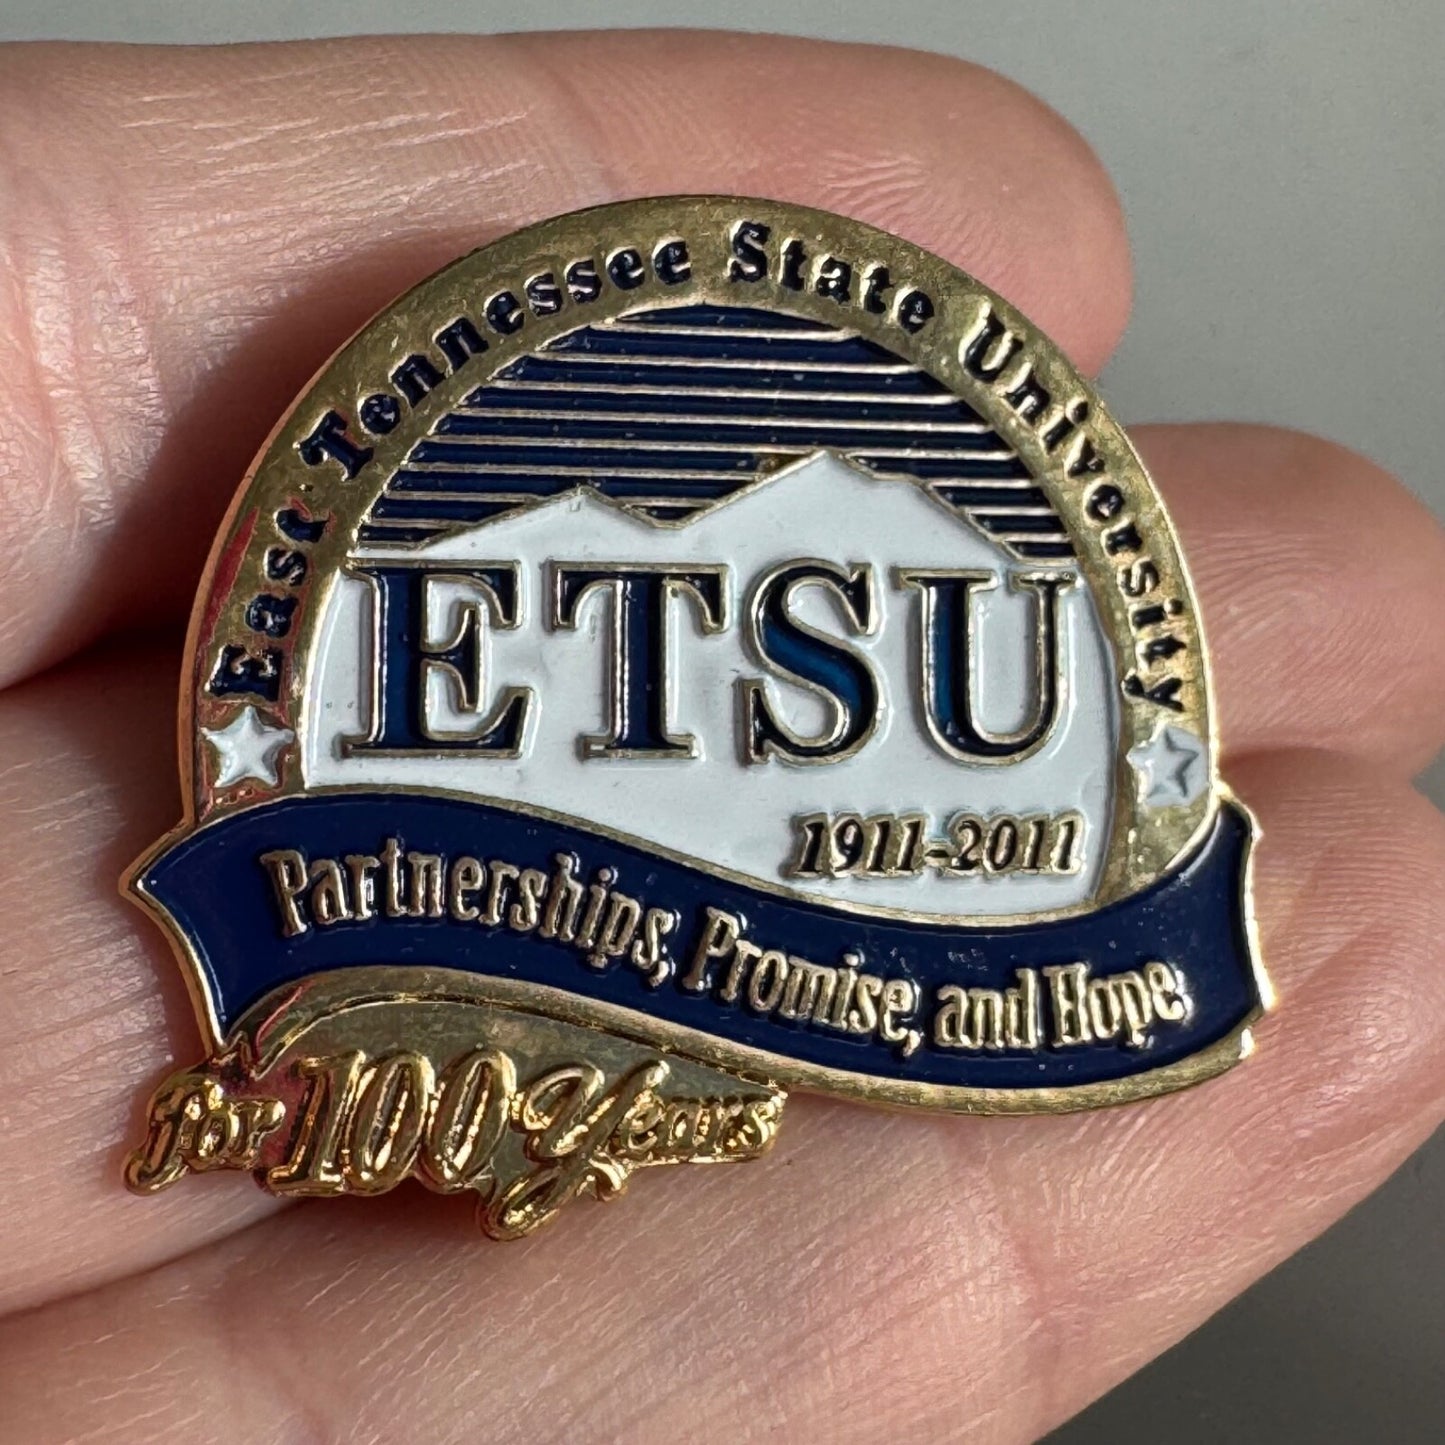 East Tennessee State University
ETSU
1911-2011
Partnerships, Promise, and Hope
for 100 Years